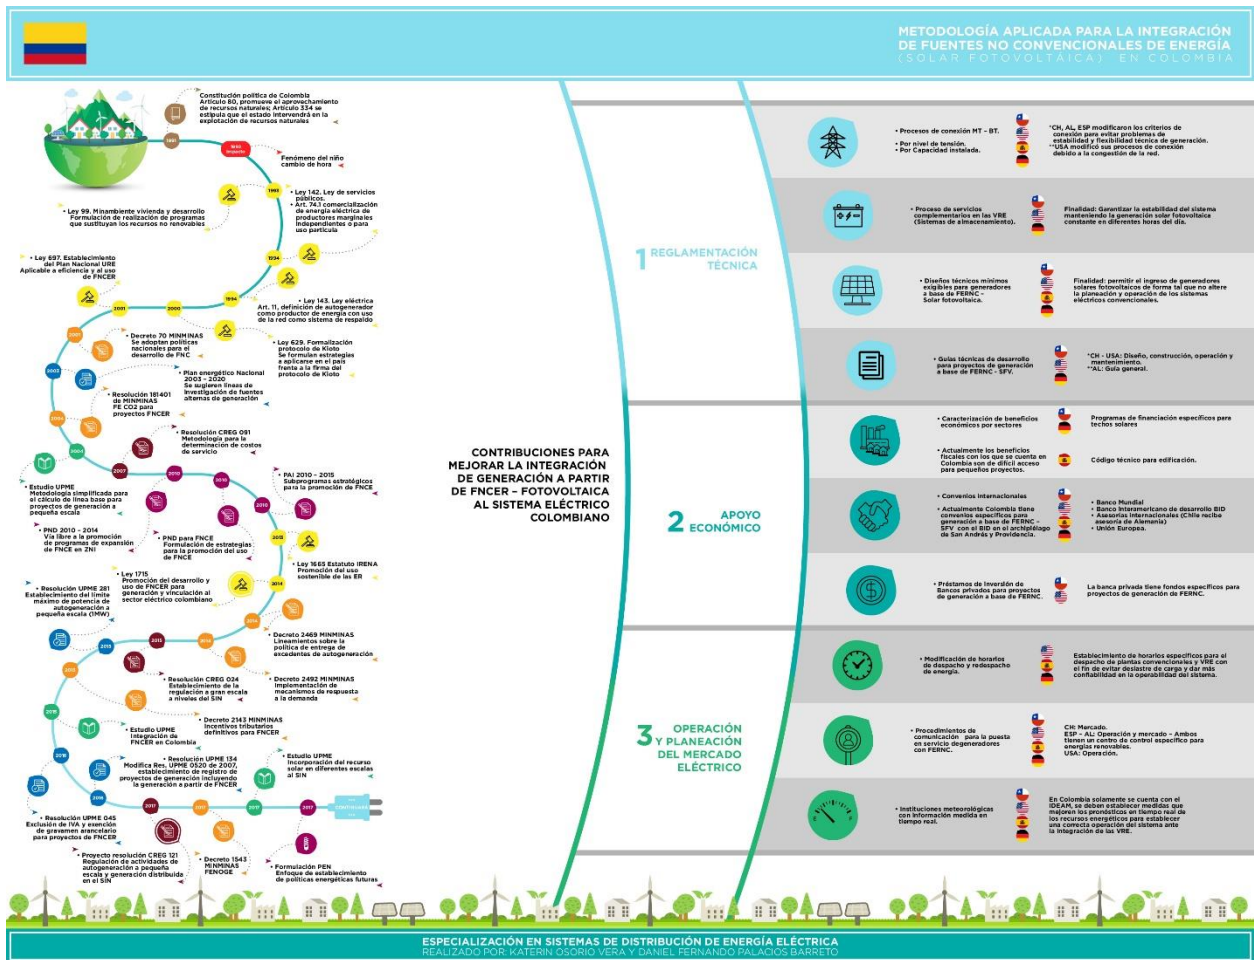 METODOLOGÍA APLICADA PARA LA INTEGRACIÓN
DE FUENTES NO CONVENCIONALES DE ENERGÍA
(SOLAR FOTOVOLTAICA) EN COLOMBIA
Constitución política de Colombia
Artículo 80, promueve el aprovechamiento
de recursos naturales; Artículo 334 se
estipula que el estado intervendrá en la
explotación de recursos naturales
1991
Fenómeno del niño
cambio de hora
1993
• Ley 99. Minambiente vivienda y desarrollo
Formulación de realización de programas
que sustituyan los recursos no renovables
• Ley 142. Ley de servicios
públicos.
• Art. 74.1 comercialización
de energía eléctrica de
productores marginales
independientes o para
uso particula
1994
• Ley 697. Establecimiento
del Plan Nacional URE
Aplicable a eficiencia y al uso
de FNCER
• Ley 143. Ley eléctrica
Art. 11, definición de autogenerador
como productor de energía con uso
de la red como sistema de respaldo
1994
2000
2001
• Decreto 70 MINMINAS
Se adoptan políticas
nacionales para el
desarrollo de FNC
• Ley 629. Formalización
protocolo de Kioto
Se formulan estrategias
a aplicarse en el país
frente a la firma del
protocolo de Kioto
2001
2003
• Plan energético Nacional
2003 – 2020
Se sugieren líneas de
investigación de fuentes
alternas de generación
• Resolución 181401
de MINMINAS
FE CO2 para
proyectos FNCER
2004
2004
• Resolución CREG 091
Metodología para la
determinación de costos
de servicio
2007
2010
2010
2010
• PAI 2010 – 2015
Subprogramas estratégicos
para la promoción de FNCE
• Estudio UPME
Metodología simplificada para
el cálculo de línea base para
proyectos de generación a
pequeña escala
• PND 2010 – 2014
Vía libre a la promoción
de programas de expansión
de FNCE en ZNI
• PND para FNCE
Formulación de estrategias
para la promoción del uso
de FNCE
2013
• Ley 1665 Estatuto IRENA
Promoción del uso
sostenible de las ER
2014
• Ley 1715
Promoción del desarrollo y
uso de FNCER para
generación y vinculación al
sector eléctrico colombiano
• Resolución UPME 281
Establecimiento del límite
máximo de potencia de
autogeneración a
pequeña escala (1MW)
2014
2014
2015
2015
• Decreto 2469 MINMINAS
Lineamientos sobre la
política de entrega de
excedentes de autogeneración
• Resolución CREG 024
Establecimiento de la
regulación a gran escala
a niveles del SIN
• Decreto 2492 MINMINAS
Implementación de
mecanismos de respuesta
a la demanda
2015
• Decreto 2143 MINMINAS
Incentivos tributarios
definitivos para FNCER
2015
• Estudio UPME
Integración de
FNCER en Colombia
• Resolución UPME 134
Modifica Res. UPME 0520 de 2007,
establecimiento de registro de
proyectos de generación incluyendo
la generación a partir de FNCER
• Estudio UPME
Incorporación del recurso
solar en diferentes escalas
al SIN
2016
2016
2017
2017
2017
2017
CONTINUARÁ
• Resolución UPME 045
Exclusión de IVA y exención
de gravamen arancelario
para proyectos de FNCER
• Proyecto resolución CREG 121
Regulación de actividades de
autogeneración a pequeña
escala y generación distribuida
en el SIN
• Decreto 1543
MINMINAS
FENOGE
• Formulación PEN
Enfoque de establecimiento
de políticas energéticas futuras
CONTRIBUCIONES PARA
MEJORAR LA INTEGRACIÓN
DE GENERACIÓN A PARTIR
DE FNCER – FOTOVOLTAICA
AL SISTEMA ELÉCTRICO
COLOMBIANO
1 REGLAMENTACIÓN
TÉCNICA
• Procesos de conexión MT – BT.
• Por nivel de tensión.
• Por Capacidad instalada.
*CH, AL, ESP modificaron los criterios de
conexión para evitar problemas de
estabilidad y flexibilidad técnica de generación.
**USA modificó sus procesos de conexión
debido a la congestión de la red.
• Proceso de servicios
complementarios en las VRE
(Sistemas de almacenamiento).
Finalidad: Garantizar la estabilidad del sistema
manteniendo la generación solar fotovoltaica
constante en diferentes horas del día.
• Diseños técnicos mínimos
exigibles para generadores
a base de FERNC –
Solar fotovoltaica.
Finalidad: permitir el ingreso de generadores
solares fotovoltaicos de forma tal que no altere
la planeación y operación de los sistemas
eléctricos convencionales.
• Guías técnicas de desarrollo
para proyectos de generación
a base de FERNC - SFV.
*CH - USA: Diseño, construcción, operación y
mantenimiento.
**AL: Guía general.
2 APOYO
ECONÓMICO
• Caracterización de beneficios
económicos por sectores
Programas de financiación específicos para
techos solares
• Actualmente los beneficios
fiscales con los que se cuenta en
Colombia son de difícil acceso
para pequeños proyectos.
Código técnico para edificación.
• Convenios internacionales
• Actualmente Colombia tiene
convenios específicos para
generación a base de FERNC –
SFV con el BID en el archipiélago
de San Andrés y Providencia.
• Banco Mundial
• Banco Interamericano de desarrollo BID
• Asesorías internacionales (Chile recibe
asesoría de Alemania)
• Unión Europea.
• Préstamos de Inversión de
Bancos privados para proyectos
de generación a base de FERNC.
La banca privada tiene fondos específicos para
proyectos de generación de FERNC.
3 OPERACIÓN
Y PLANEACIÓN
DEL MERCADO
ELÉCTRICO
• Modificación de horarios
de despacho y redespacho
de energía.
Establecimiento de horarios específicos para el
despacho de plantas convencionales y VRE con
el fin de evitar deslastre de carga y dar más
confiabilidad en la operabilidad del sistema.
• Procedimientos de
comunicación para la puesta
en servicio degeneradores
con FERNC.
CH: Mercado.
ESP – AL: Operación y mercado – Ambos
tienen un centro de control específico para
energías renovables.
USA: Operación.
• Instituciones meteorológicas
con información medida en
tiempo real.
En Colombia solamente se cuenta con el
IDEAM, se deben establecer medidas que
mejoren los pronósticos en tiempo real de
los recursos energéticos para establecer
una correcta operación del sistema ante
la integración de las VRE.
ESPECIALIZACIÓN EN SISTEMAS DE DISTRIBUCIÓN DE ENERGÍA ELÉCTRICA
REALIZADO POR: KATERIN OSORIO VERA Y DANIEL FERNANDO PALACIOS BARRETO